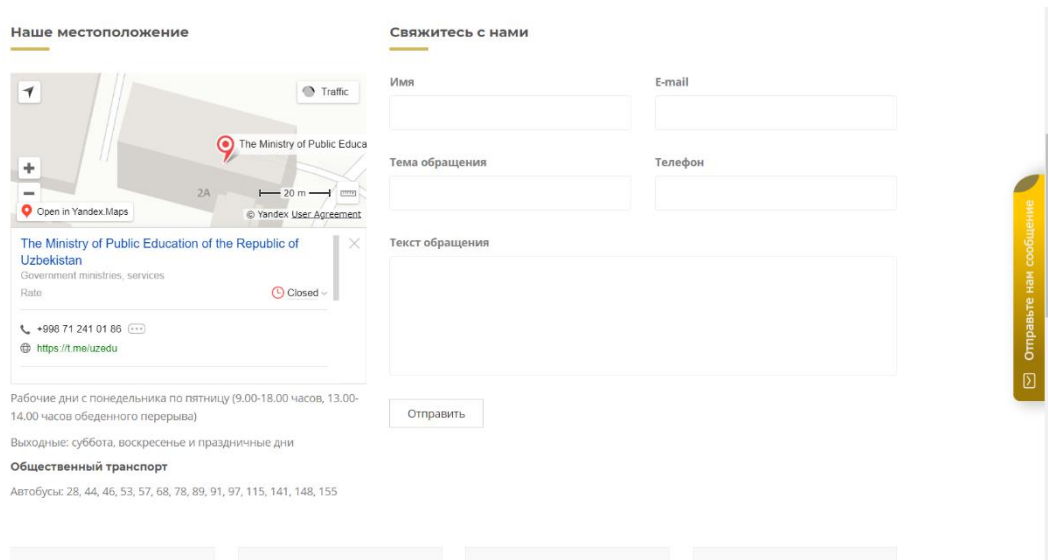 Наше местоположение
Traffic
The Ministry of Public Educa
2A
20 m
Open in Yandex.Maps
© Yandex User Agreement
The Ministry of Public Education of the Republic of
Uzbekistan
Government ministries, services
Rate
Closed
+998 71 241 01 86
https://t.me/uzedu
Рабочие дни с понедельника по пятницу (9.00-18.00 часов, 13.00-
14.00 часов обеденного перерыва)
Выходные: суббота, воскресенье и праздничные дни
Общественный транспорт
Автобусы: 28, 44, 46, 53, 57, 68, 78, 89, 91, 97, 115, 141, 148, 155
Свяжитесь с нами
Имя
E-mail
Тема обращения
Телефон
Текст обращения
Отправить
Отправьте нам сообщение